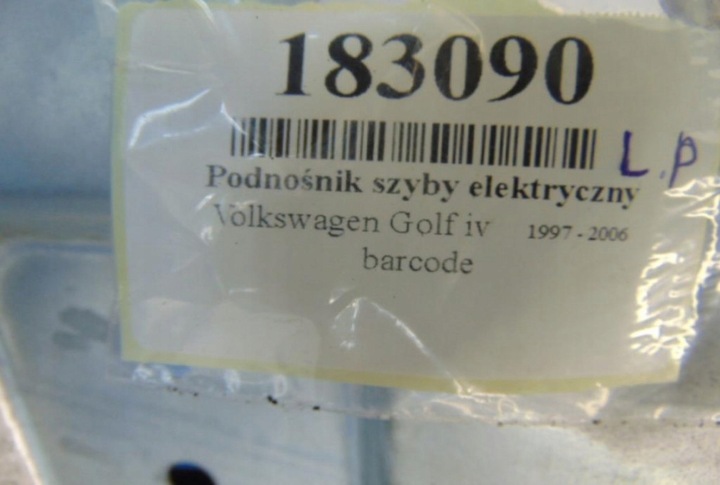 183090
L.P
Podnośnik szyby elektryczny
Volkswagen Golf iv 1997 - 2006
barcode